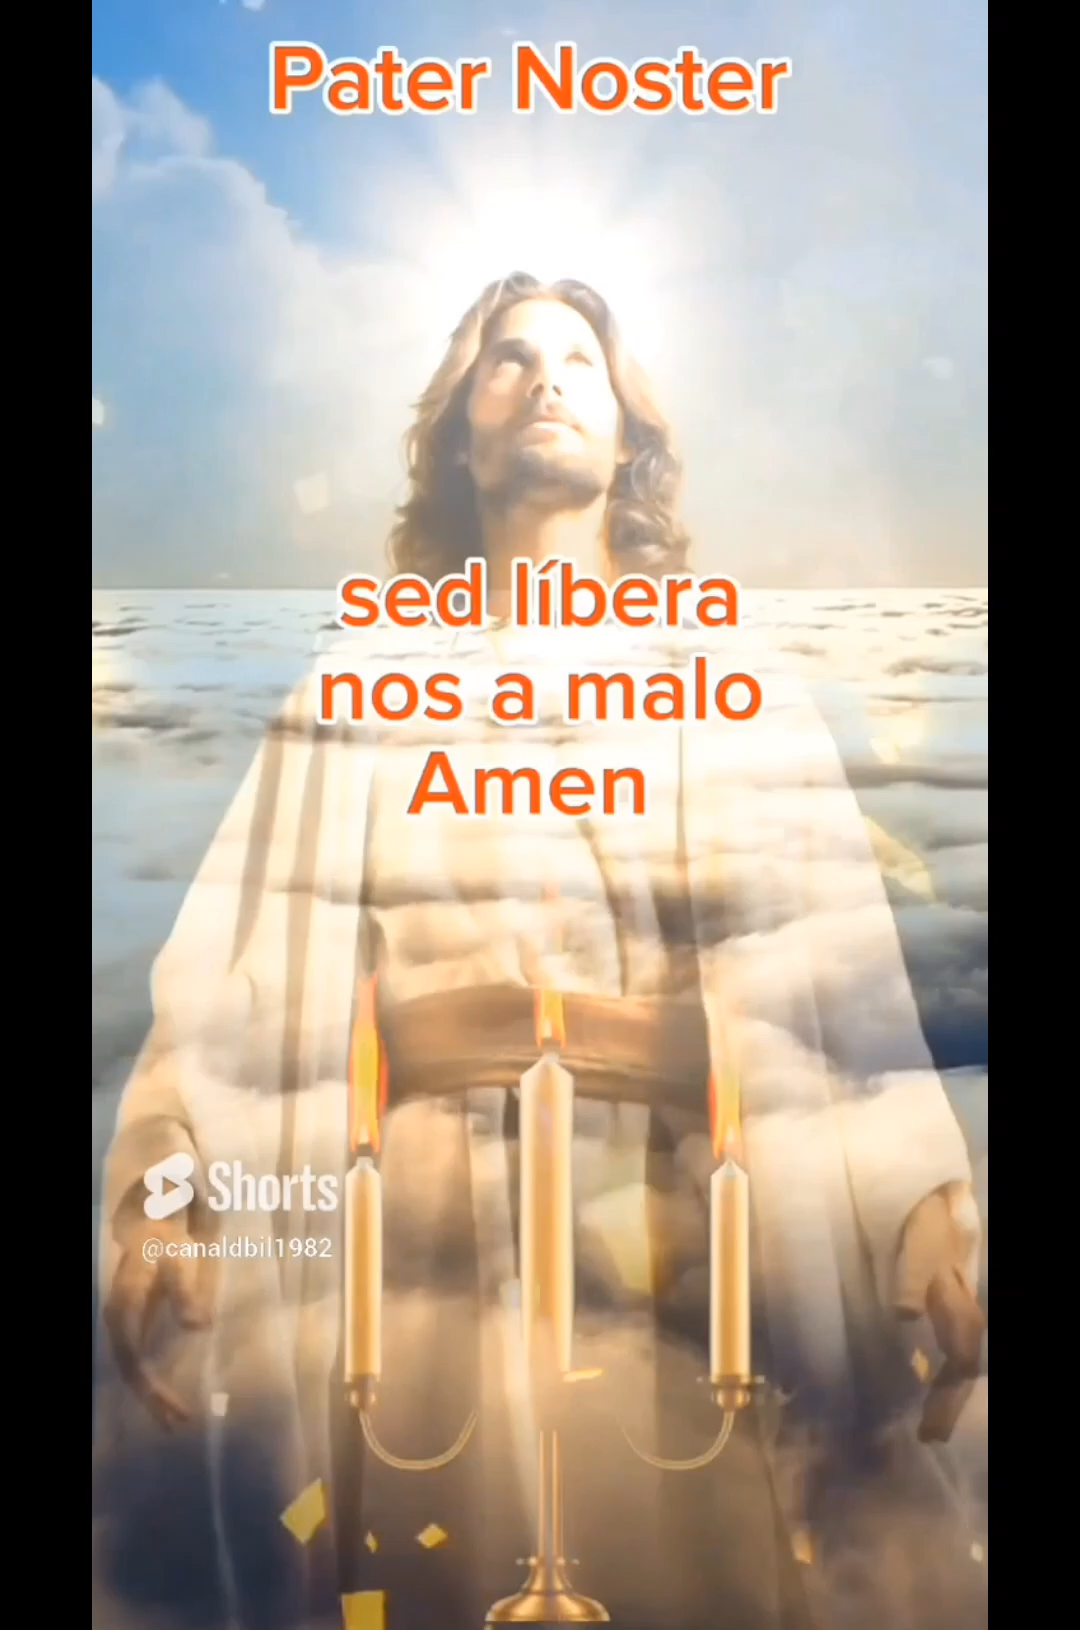 Pater Noster
sed líbera
nos a malo
Amen
Shorts
@canaldbil1982